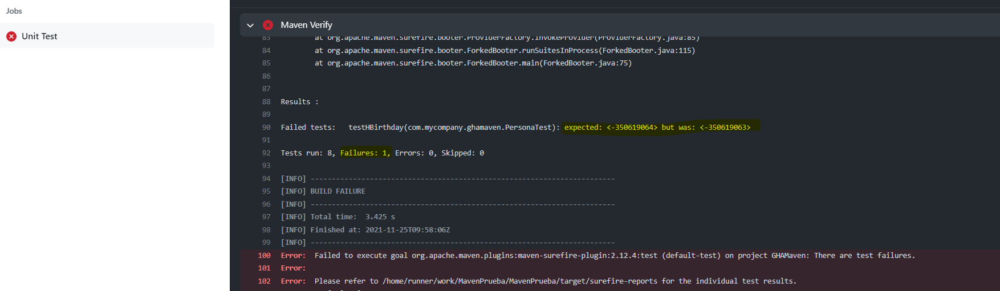 Jobs
Unit Test
Maven Verify
83 at org.apache.maven.surefire.booter.ProviderFactory.invokeProvider(ProviderFactory.java:85)
84 at org.apache.maven.surefire.booter.ForkedBooter.runSuitesInProcess(ForkedBooter.java:115)
85 at org.apache.maven.surefire.booter.ForkedBooter.main(ForkedBooter.java:75)
86
87
88 Results :
89
90 Failed tests: testHBirthday(com.mycompany.ghamaven.PersonaTest): expected: <-350619064> but was: <-350619063>
91
92 Tests run: 8, Failures: 1, Errors: 0, Skipped: 0
93
94 [INFO] ------------------------------------------------------------------------
95 [INFO] BUILD FAILURE
96 [INFO] ------------------------------------------------------------------------
97 [INFO] Total time: 3.425 s
98 [INFO] Finished at: 2021-11-25T09:58:06Z
99 [INFO] ------------------------------------------------------------------------
100 Error: Failed to execute goal org.apache.maven.plugins:maven-surefire-plugin:2.12.4:test (default-test) on project GHAMaven: There are test failures.
101 Error:
102 Error: Please refer to /home/runner/work/MavenPrueba/MavenPrueba/target/surefire-reports for the individual test results.